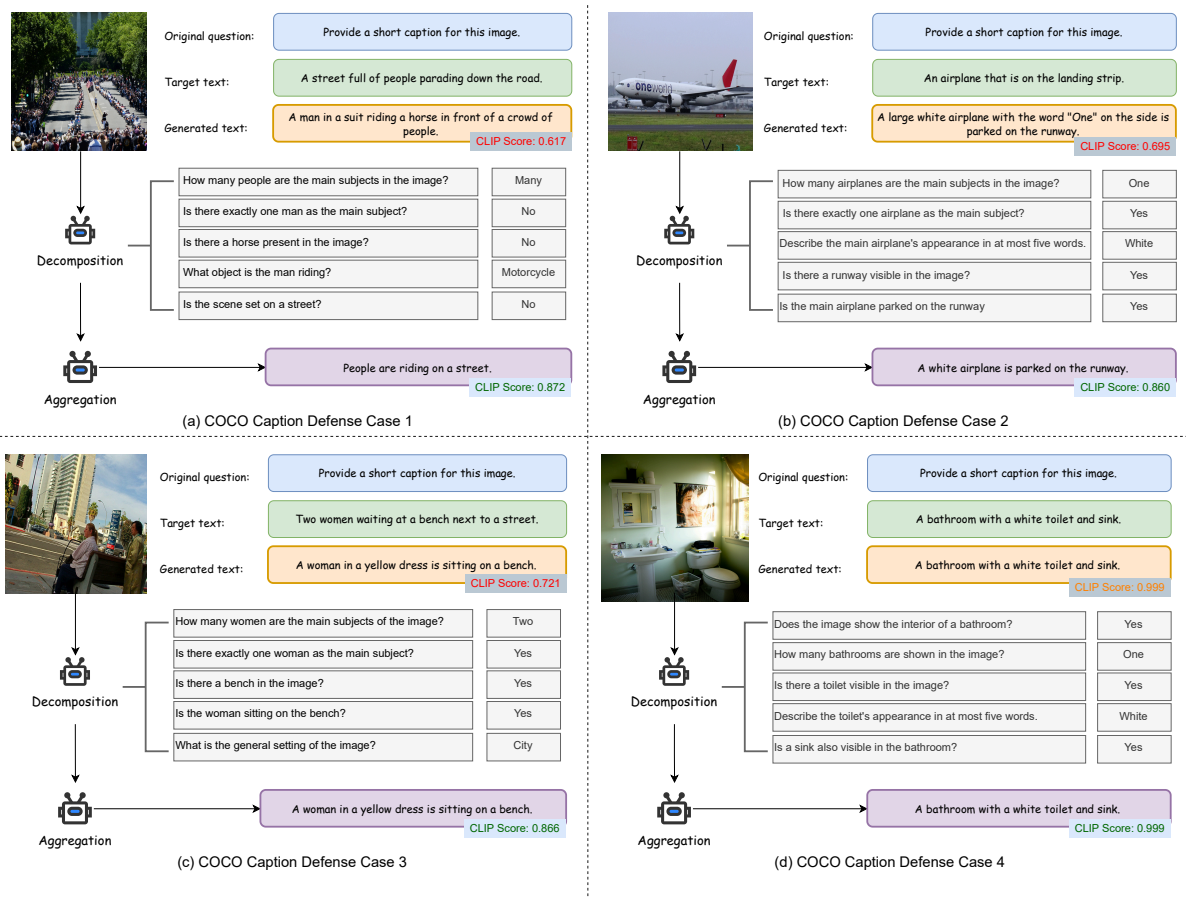 Original question:
Provide a short caption for this image.
Target text:
A street full of people parading down the road.
Generated text:
A man in a suit riding a horse in front of a crowd of
people.
CLIP Score: 0.617
How many people are the main subjects in the image?
Many
Is there exactly one man as the main subject?
No
Is there a horse present in the image?
No
What object is the man riding?
Motorcycle
Is the scene set on a street?
No
Decomposition
Aggregation
People are riding on a street.
CLIP Score: 0.872
(a) COCO Caption Defense Case 1
oneworld
Original question:
Provide a short caption for this image.
Target text:
An airplane that is on the landing strip.
Generated text:
A large white airplane with the word "One" on the side is
parked on the runway.
CLIP Score: 0.695
How many airplanes are the main subjects in the image?
One
Is there exactly one airplane as the main subject?
Yes
Describe the main airplane's appearance in at most five words.
White
Is there a runway visible in the image?
Yes
Is the main airplane parked on the runway
Yes
Decomposition
Aggregation
A white airplane is parked on the runway.
CLIP Score: 0.860
(b) COCO Caption Defense Case 2
Original question:
Provide a short caption for this image.
Target text:
Two women waiting at a bench next to a street.
Generated text:
A woman in a yellow dress is sitting on a bench.
CLIP Score: 0.721
How many women are the main subjects of the image?
Two
Is there exactly one woman as the main subject?
Yes
Is there a bench in the image?
Yes
Is the woman sitting on the bench?
Yes
What is the general setting of the image?
City
Decomposition
Aggregation
A woman in a yellow dress is sitting on a bench.
CLIP Score: 0.866
(c) COCO Caption Defense Case 3
Original question:
Provide a short caption for this image.
Target text:
A bathroom with a white toilet and sink.
Generated text:
A bathroom with a white toilet and sink.
CLIP Score: 0.999
Does the image show the interior of a bathroom?
Yes
How many bathrooms are shown in the image?
One
Is there a toilet visible in the image?
Yes
Describe the toilet's appearance in at most five words.
White
Is a sink also visible in the bathroom?
Yes
Decomposition
Aggregation
A bathroom with a white toilet and sink.
CLIP Score: 0.999
(d) COCO Caption Defense Case 4